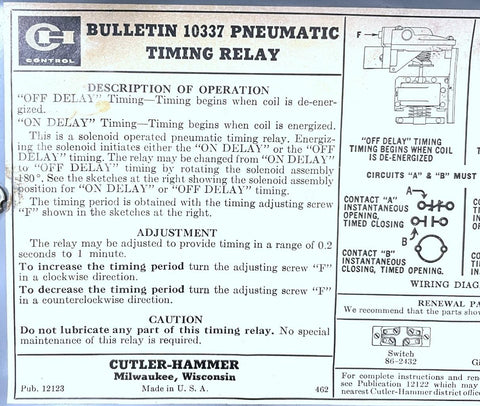 CH
CONTROL
BULLETIN 10337 PNEUMATIC
TIMING RELAY
DESCRIPTION OF OPERATION
"OFF DELAY" Timing—Timing begins when coil is de-ener-
gized.
"ON DELAY" Timing—Timing begins when coil is energized.
This is a solenoid operated pneumatic timing relay. Energiz-
ing the solenoid initiates either the "ON DELAY" or the "OFF
DELAY" timing. The relay may be changed from "ON DELAY"
to "OFF DELAY" timing by rotating the solenoid assembly
180°. See the sketches at the right showing the solenoid assembly
position for "ON DELAY" or "OFF DELAY" timing.
The timing period is obtained with the timing adjusting screw
"F" shown in the sketches at the right.
ADJUSTMENT
The relay may be adjusted to provide timing in a range of 0.2
seconds to 1 minute.
To increase the timing period turn the adjusting screw "F"
in a clockwise direction.
To decrease the timing period turn the adjusting screw "F"
in a counterclockwise direction.
CAUTION
Do not lubricate any part of this timing relay. No special
maintenance of this relay is required.
CUTLER-HAMMER
Milwaukee, Wisconsin
Pub. 12123 Made in U. S. A. 462
F
"OFF DELAY" TIMING
TIMING BEGINS WHEN COIL
IS DE-ENERGIZED
CIRCUITS "A" & "B" MUST
A
CONTACT "A"
INSTANTANEOUS
OPENING,
TIMED CLOSING
B
CONTACT "B"
INSTANTANEOUS
CLOSING, TIMED OPENING.
WIRING DIAG
RENEWAL PA
We recommend that the parts show
Switch
86-2432
For complete instructions and rene
see Publication 12122 which may b
nearest Cutler-Hammer district office